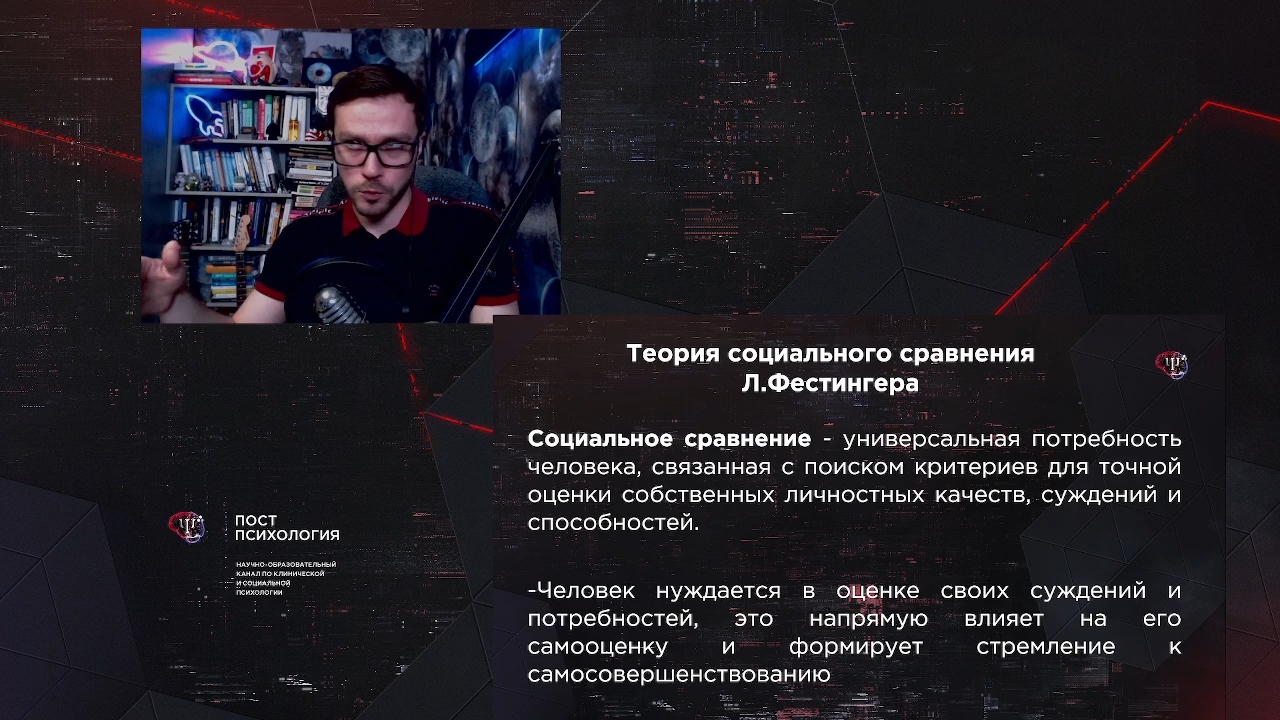 Теория социального сравнения
Л.Фестингера
Социальное сравнение - универсальная потребность
человека, связанная с поиском критериев для точной
оценки собственных личностных качеств, суждений и
способностей.
-Человек нуждается в оценке своих суждений и
потребностей, это напрямую влияет на его
самооценку и формирует стремление к
самосовершенствованию
ПОСТ
ПСИХОЛОГИЯ
НАУЧНО-ОБРАЗОВАТЕЛЬНЫЙ
КАНАЛ ПО КЛИНИЧЕСКОЙ
И СОЦИАЛЬНОЙ
ПСИХОЛОГИИ